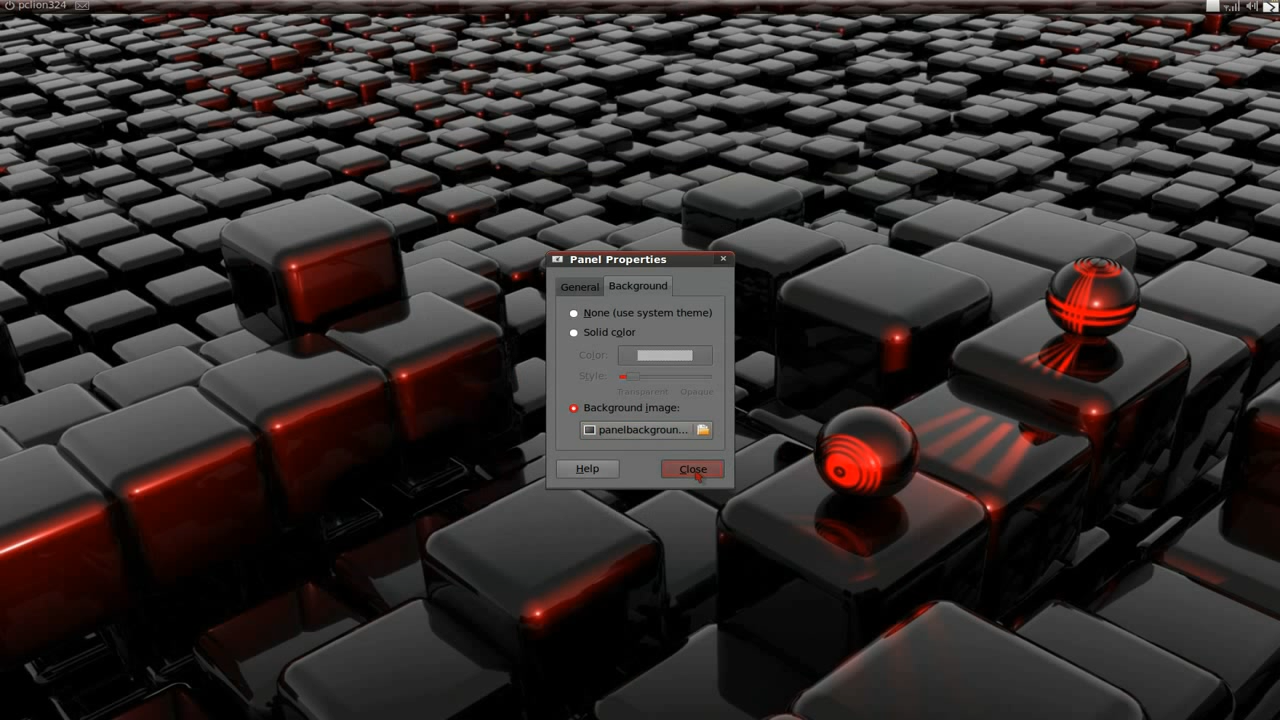 pclion324
Panel Properties
General
Background
None (use system theme)
Solid color
Color:
Style:
Transparent Opaque
Background image:
panelbackgroun...
Help
Close